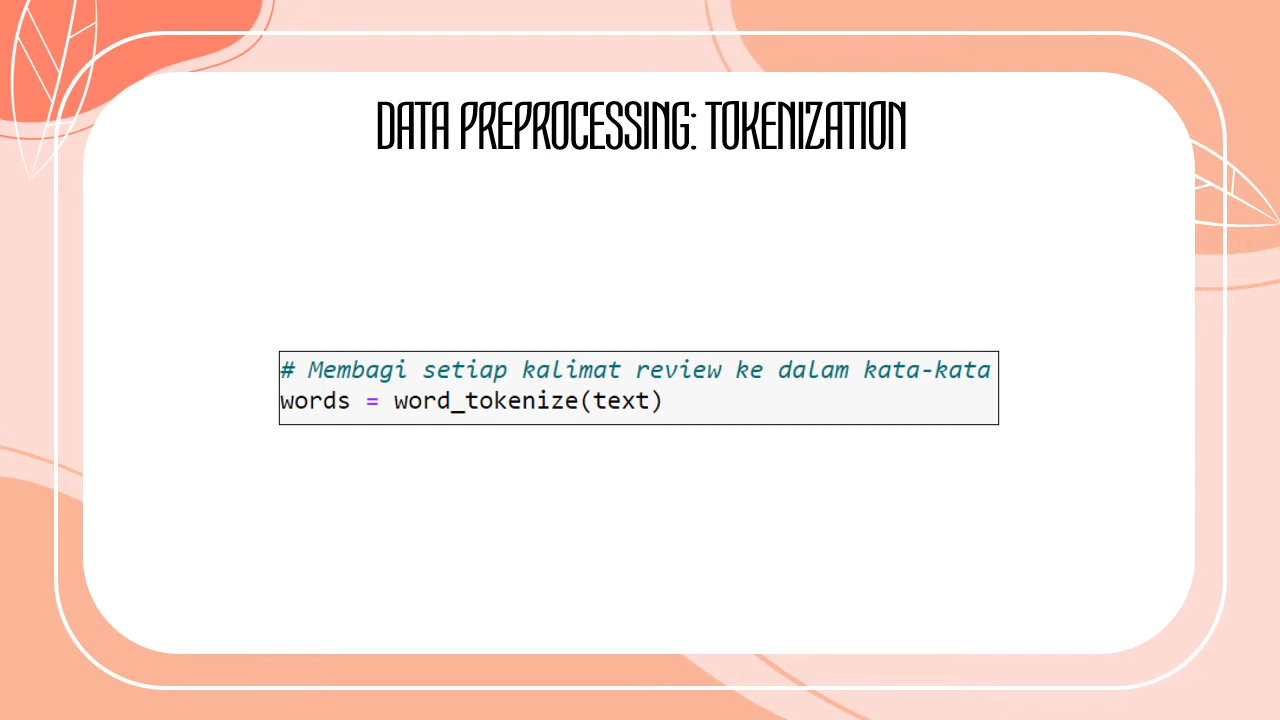 DATA PREPROCESSING: TOKENIZATION
# Membagi setiap kalimat review ke dalam kata-kata
words = word_tokenize(text)